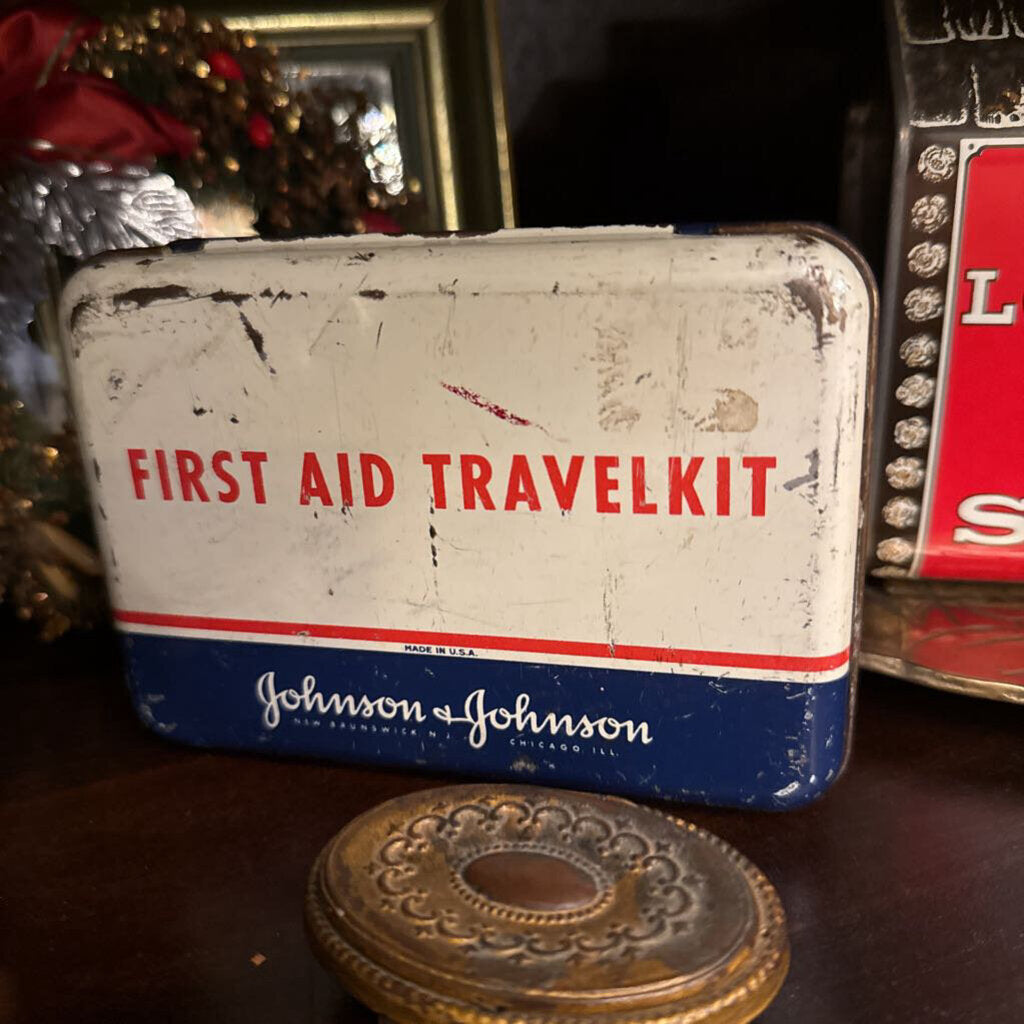 FIRST AID TRAVELKIT
MADE IN U.S.A.
Johnson & Johnson
NEW BRUNSWICK N
CHICAGO ILL.
L
S